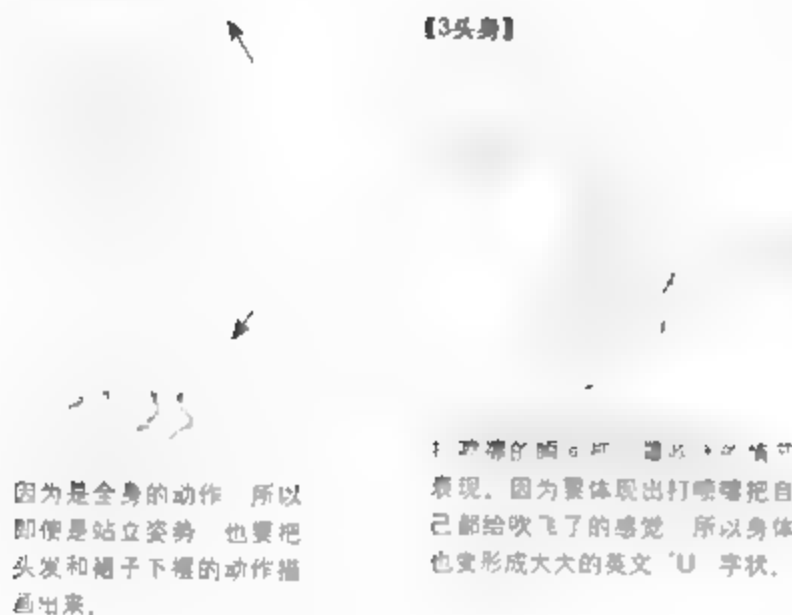 【3头身】
因为是全身的动作 所以
即使是站立姿势 也要把
头发和裙子下摆的动作描
画出来.
的瞬
表现. 因为要体现出打喷嚏把自
己都给吹飞了的感觉 所以身体
也变形成大大的英文 "U 字状.